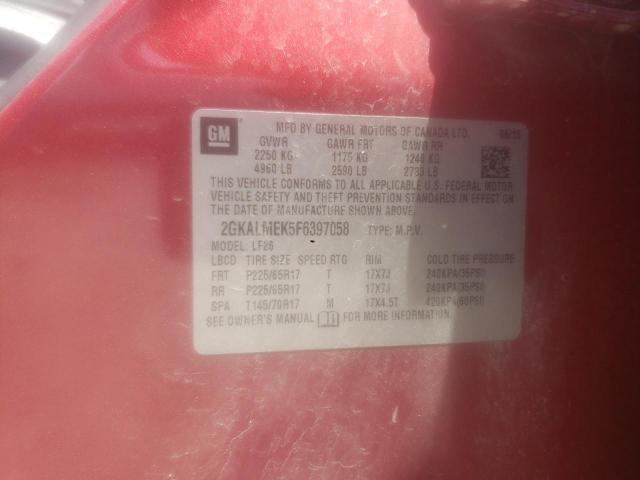 GM
MFD BY GENERAL MOTORS OF CANADA LTD. 06/15
GVWR GAWR FRT GAWR RR
2250 KG 1175 KG 1240 KG
4960 LB 2590 LB 2733 LB
THIS VEHICLE CONFORMS TO ALL APPLICABLE U.S. FEDERAL MOTOR
VEHICLE SAFETY AND THEFT PREVENTION STANDARDS IN EFFECT ON
THE DATE OF MANUFACTURE SHOWN ABOVE.
2GKALMEK5F6397058 TYPE: M.P.V.
MODEL: LF26
LBCD TIRE SIZE SPEED RTG RIM COLD TIRE PRESSURE
FRT P225/65R17 T 17X7J 240KPA(35PSI)
RR P225/65R17 T 17X7J 240KPA(35PSI)
SPA T145/70R17 M 17X4.5T 420KPA(60PSI)
SEE OWNER'S MANUAL FOR MORE INFORMATION.